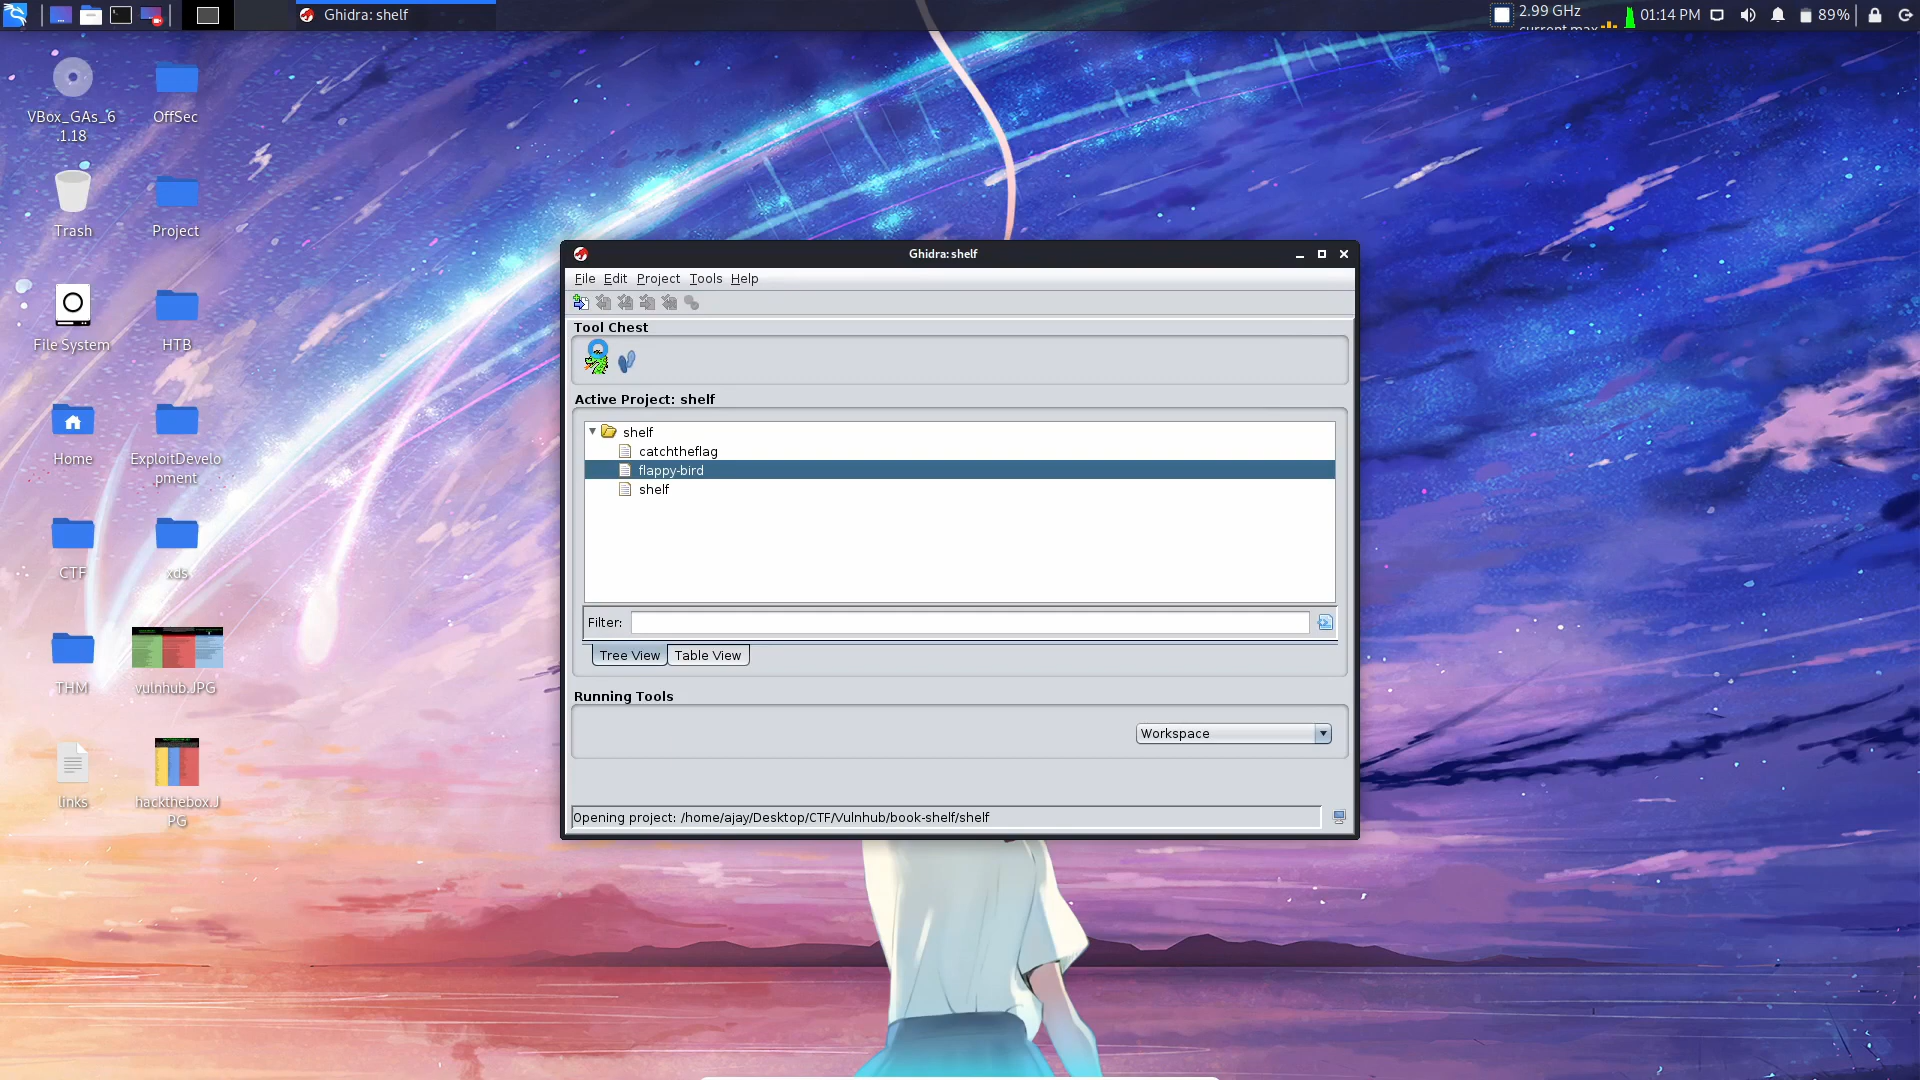 Ghidra: shelf
2.99 GHz
current max
01:14 PM
89%
VBox_GAs_6
.1.18
OffSec
Trash
Project
File System
HTB
Home
ExploitDevelo
pment
CTF
xds
THM
vulnhub.JPG
links
hackthebox.J
PG
Ghidra: shelf
File Edit Project Tools Help
Tool Chest
Active Project: shelf
shelf
catchtheflag
flappy-bird
shelf
Filter:
Tree View Table View
Running Tools
Workspace
Opening project: /home/ajay/Desktop/CTF/Vulnhub/book-shelf/shelf